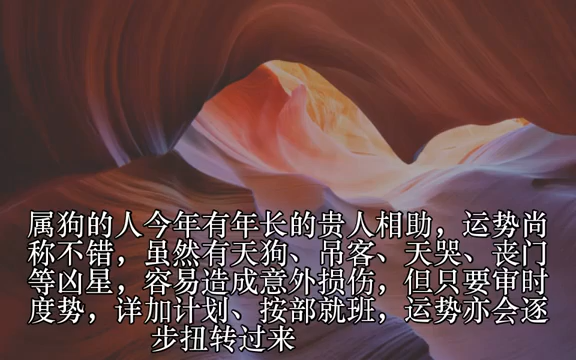 属狗的人今年有年长的贵人相助，运势尚
称不错，虽然有天狗、吊客、天哭、丧门
等凶星，容易造成意外损伤，但只要审时
度势，详加计划、按部就班，运势亦会逐
步扭转过来